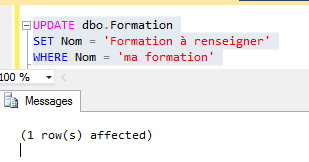 UPDATE dbo.Formation
SET Nom = 'Formation à renseigner'
WHERE Nom = 'ma formation'
100 %
Messages
(1 row(s) affected)